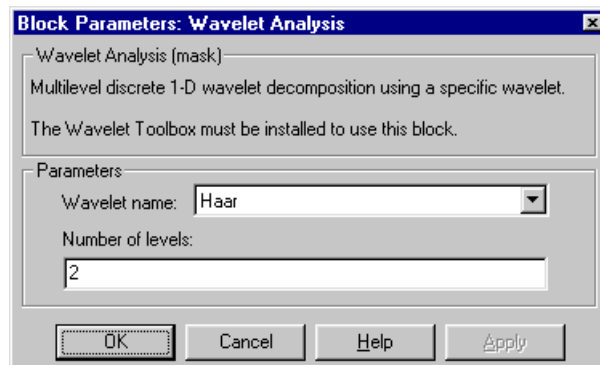 Block Parameters: Wavelet Analysis
Wavelet Analysis (mask)
Multilevel discrete 1-D wavelet decomposition using a specific wavelet.
The Wavelet Toolbox must be installed to use this block.
Parameters
Wavelet name: Haar
Number of levels:
2
OK Cancel Help Apply